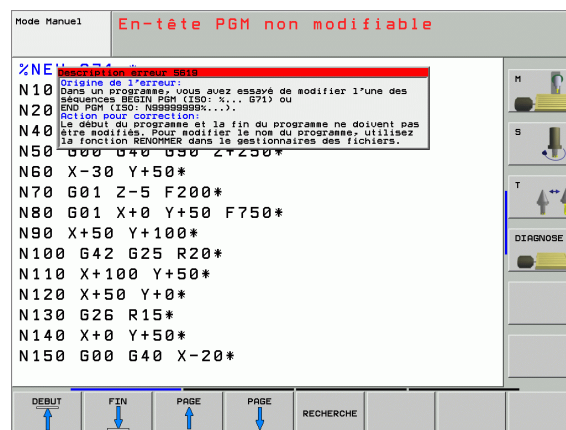 Mode Manuel
En-tête PGM non modifiable
%NEU G71 *
Description erreur 5619
Origine de l'erreur:
Dans un programme, vous avez essayé de modifier l'une des
séquences BEGIN PGM (ISO: %... G71) ou
END PGM (ISO: N99999999%...).
Action pour correction:
Le début du programme et la fin du programme ne doivent pas
être modifiés. Pour modifier le nom du programme, utilisez
la fonction RENOMMER dans le gestionnaires des fichiers.
N10
N20
N40
N50 G00 G40 G90 Z+250*
N60 X-30 Y+50*
N70 G01 Z-5 F200*
N80 G01 X+0 Y+50 F750*
N90 X+50 Y+100*
N100 G42 G25 R20*
N110 X+100 Y+50*
N120 X+50 Y+0*
N130 G26 R15*
N140 X+0 Y+50*
N150 G00 G40 X-20*
M
S
T
DIAGNOSE
DEBUT
FIN
PAGE
PAGE
RECHERCHE